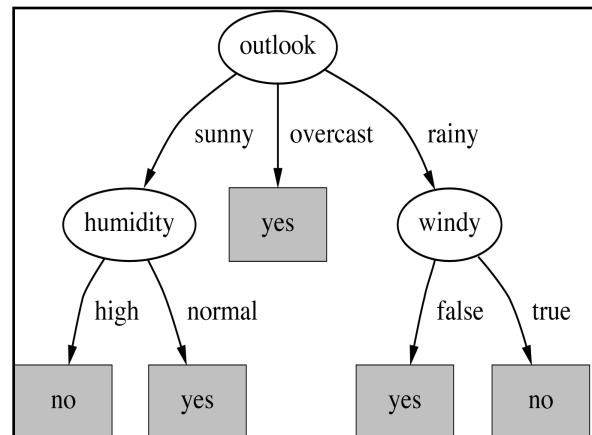 outlook
sunny overcast rainy
humidity yes windy
high normal false true
no yes yes no